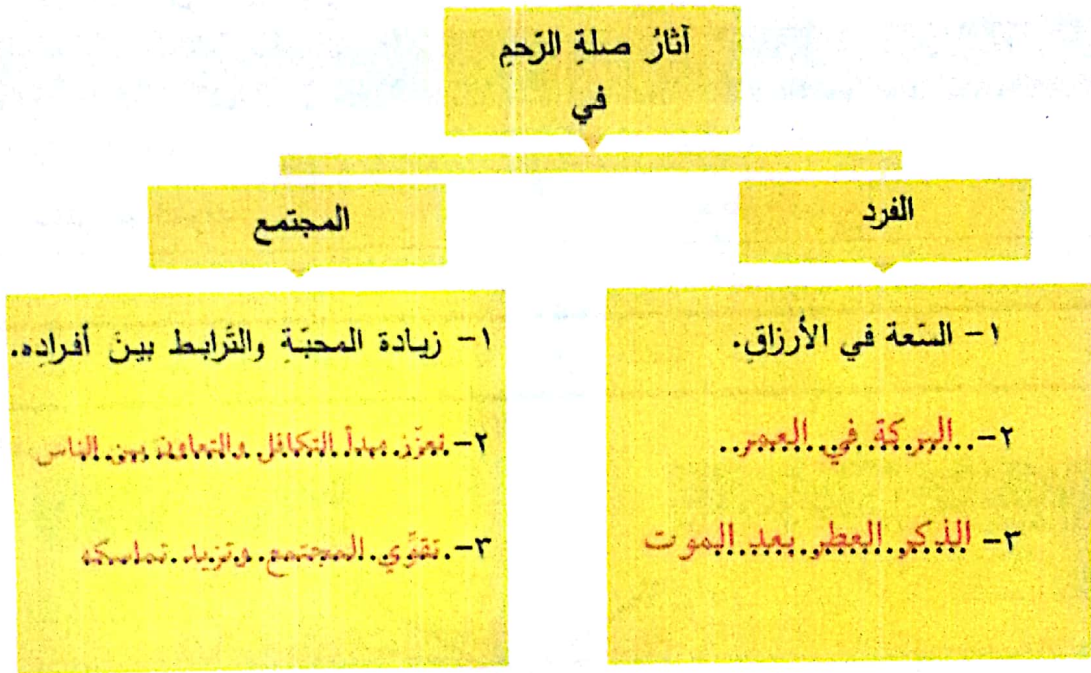 آثارُ صلةِ الرّحمِ
في
الفرد
١- السّعة في الأرزاقِ.
٢- البركة في العمر
٣- الذكر العطر بعد الموت
المجتمع
١- زيادة المحبّةِ والتّرابط بينَ أفرادِه.
٢- تعزّز مبدأ التكافل والتعاون بين الناس
٣- تقوّي المجتمع وتزيد تماسكه